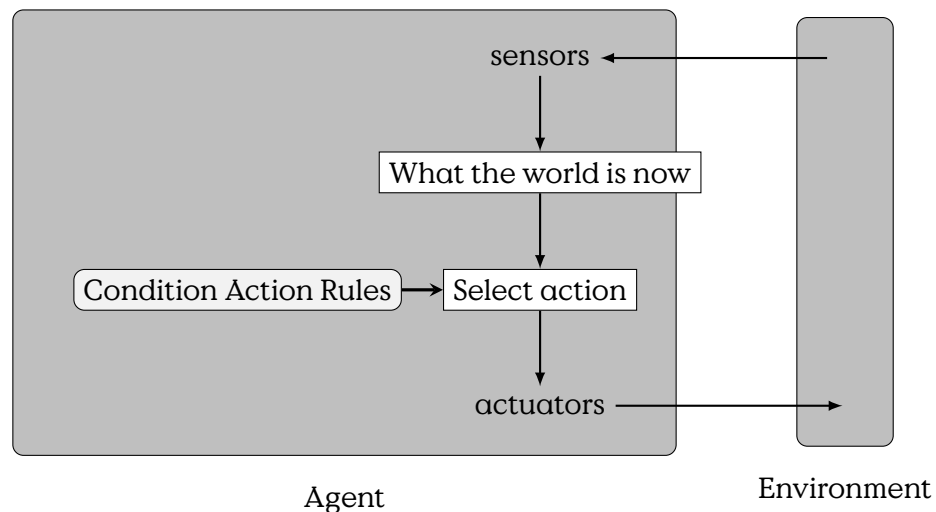 sensors
What the world is now
Condition Action Rules
Select action
actuators
Agent
Environment